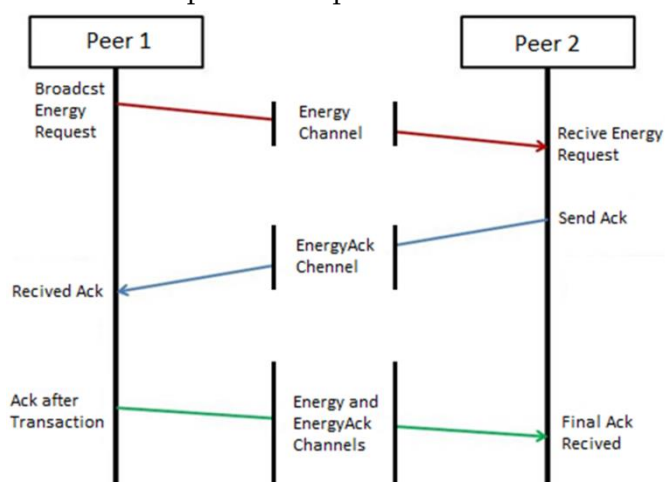 Peer 1
Peer 2
Broadcst
Energy
Request
Energy
Channel
Recive Energy
Request
Send Ack
EnergyAck
Chennel
Recived Ack
Ack after
Transaction
Energy and
EnergyAck
Channels
Final Ack
Recived